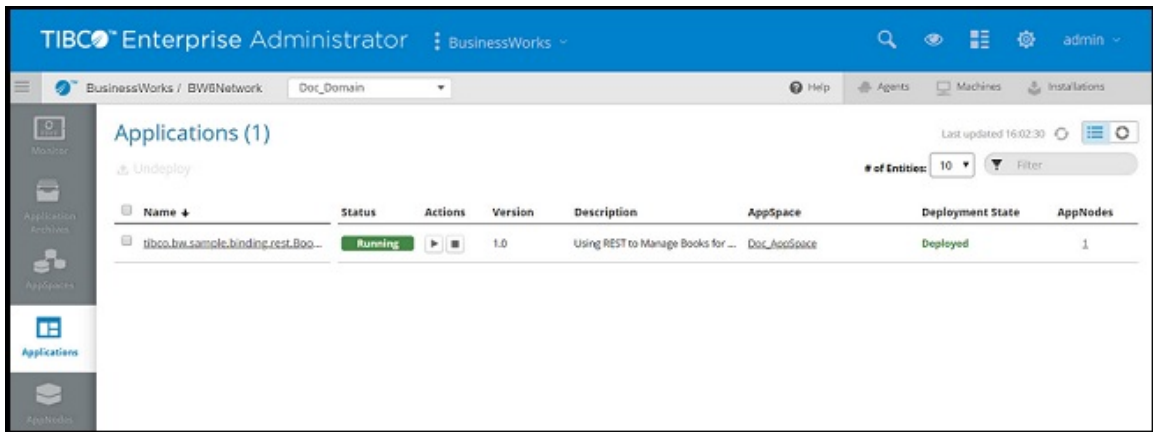 TIBCO™ Enterprise Administrator
BusinessWorks
admin
BusinessWorks / BW6Network
Doc_Domain
Help
Agents
Machines
Installations
Monitor
Application
Archives
AppSpaces
Applications
AppNodes
Applications (1)
Last updated 16:02:30
Undeploy
# of Entities: 10
Filter
Name Status Actions Version Description AppSpace Deployment State AppNodes
tibco.bw.sample.binding.rest.Boo... Running 1.0 Using REST to Manage Books for ... Doc_AppSpace Deployed 1